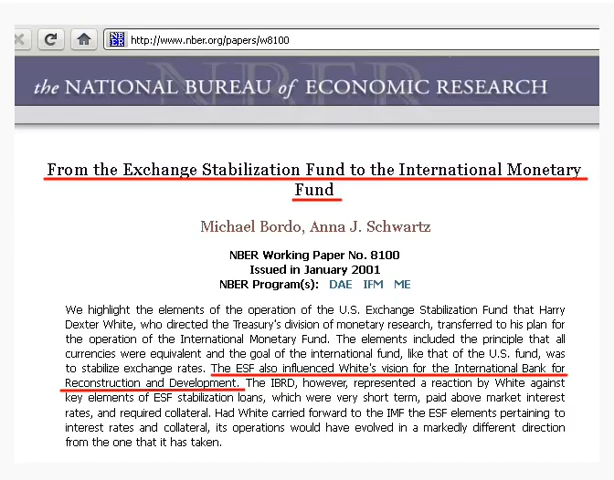 http://www.nber.org/papers/w8100
NBER
the NATIONAL BUREAU of ECONOMIC RESEARCH
From the Exchange Stabilization Fund to the International Monetary
Fund
Michael Bordo, Anna J. Schwartz
NBER Working Paper No. 8100
Issued in January 2001
NBER Program(s): DAE IFM ME
We highlight the elements of the operation of the U.S. Exchange Stabilization Fund that Harry
Dexter White, who directed the Treasury's division of monetary research, transferred to his plan for
the operation of the International Monetary Fund. The elements included the principle that all
currencies were equivalent and the goal of the international fund, like that of the U.S. fund, was
to stabilize exchange rates. The ESF also influenced White's vision for the International Bank for
Reconstruction and Development. The IBRD, however, represented a reaction by White against
key elements of ESF stabilization loans, which were very short term, paid above market interest
rates, and required collateral. Had White carried forward to the IMF the ESF elements pertaining to
interest rates and collateral, its operations would have evolved in a markedly different direction
from the one that it has taken.